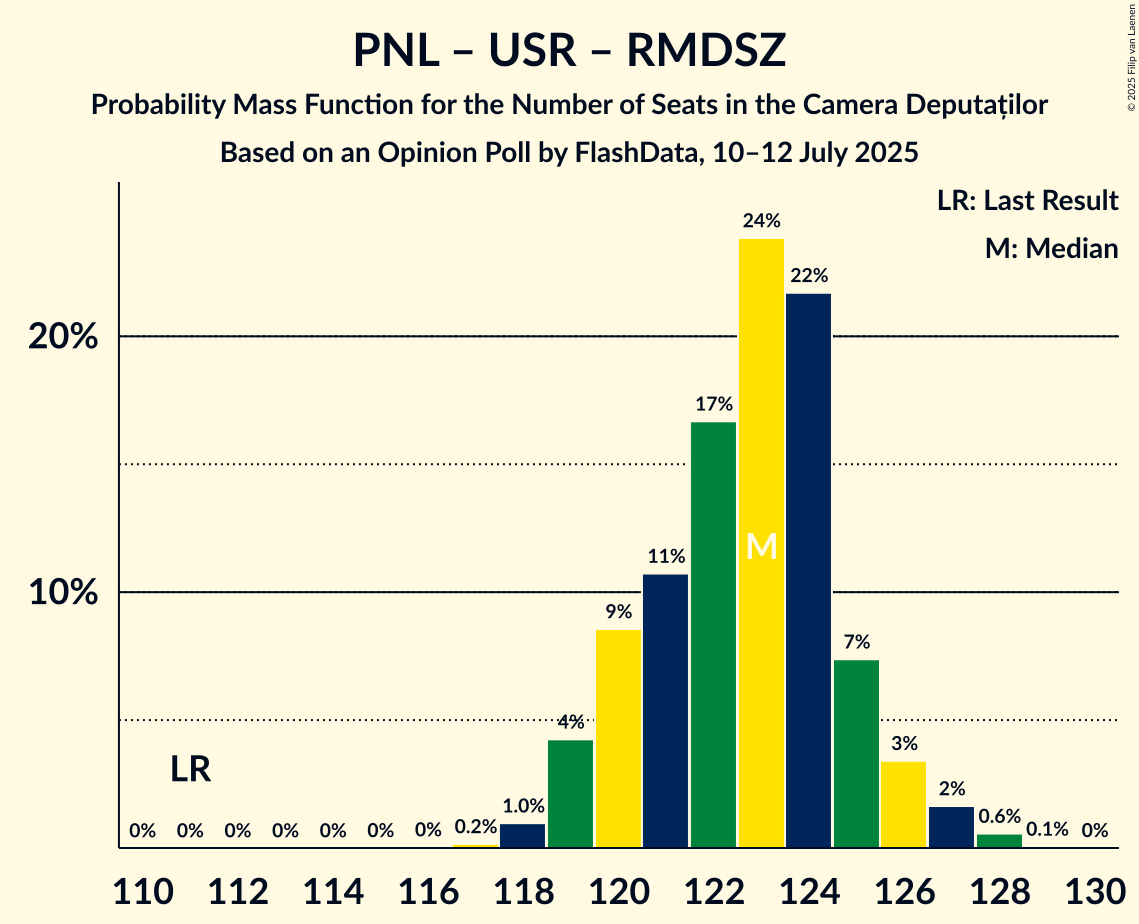 PNL – USR – RMDSZ
Probability Mass Function for the Number of Seats in the Camera Deputaților
Based on an Opinion Poll by FlashData, 10–12 July 2025
© 2025 Filip van Laenen
LR: Last Result
M: Median
24%
22%
20%
17%
M
11%
10%
9%
7%
4%
3%
LR
2%
1.0%
0.6%
0% 0% 0% 0% 0% 0% 0% 0.2% 0.1% 0%
110 112 114 116 118 120 122 124 126 128 130